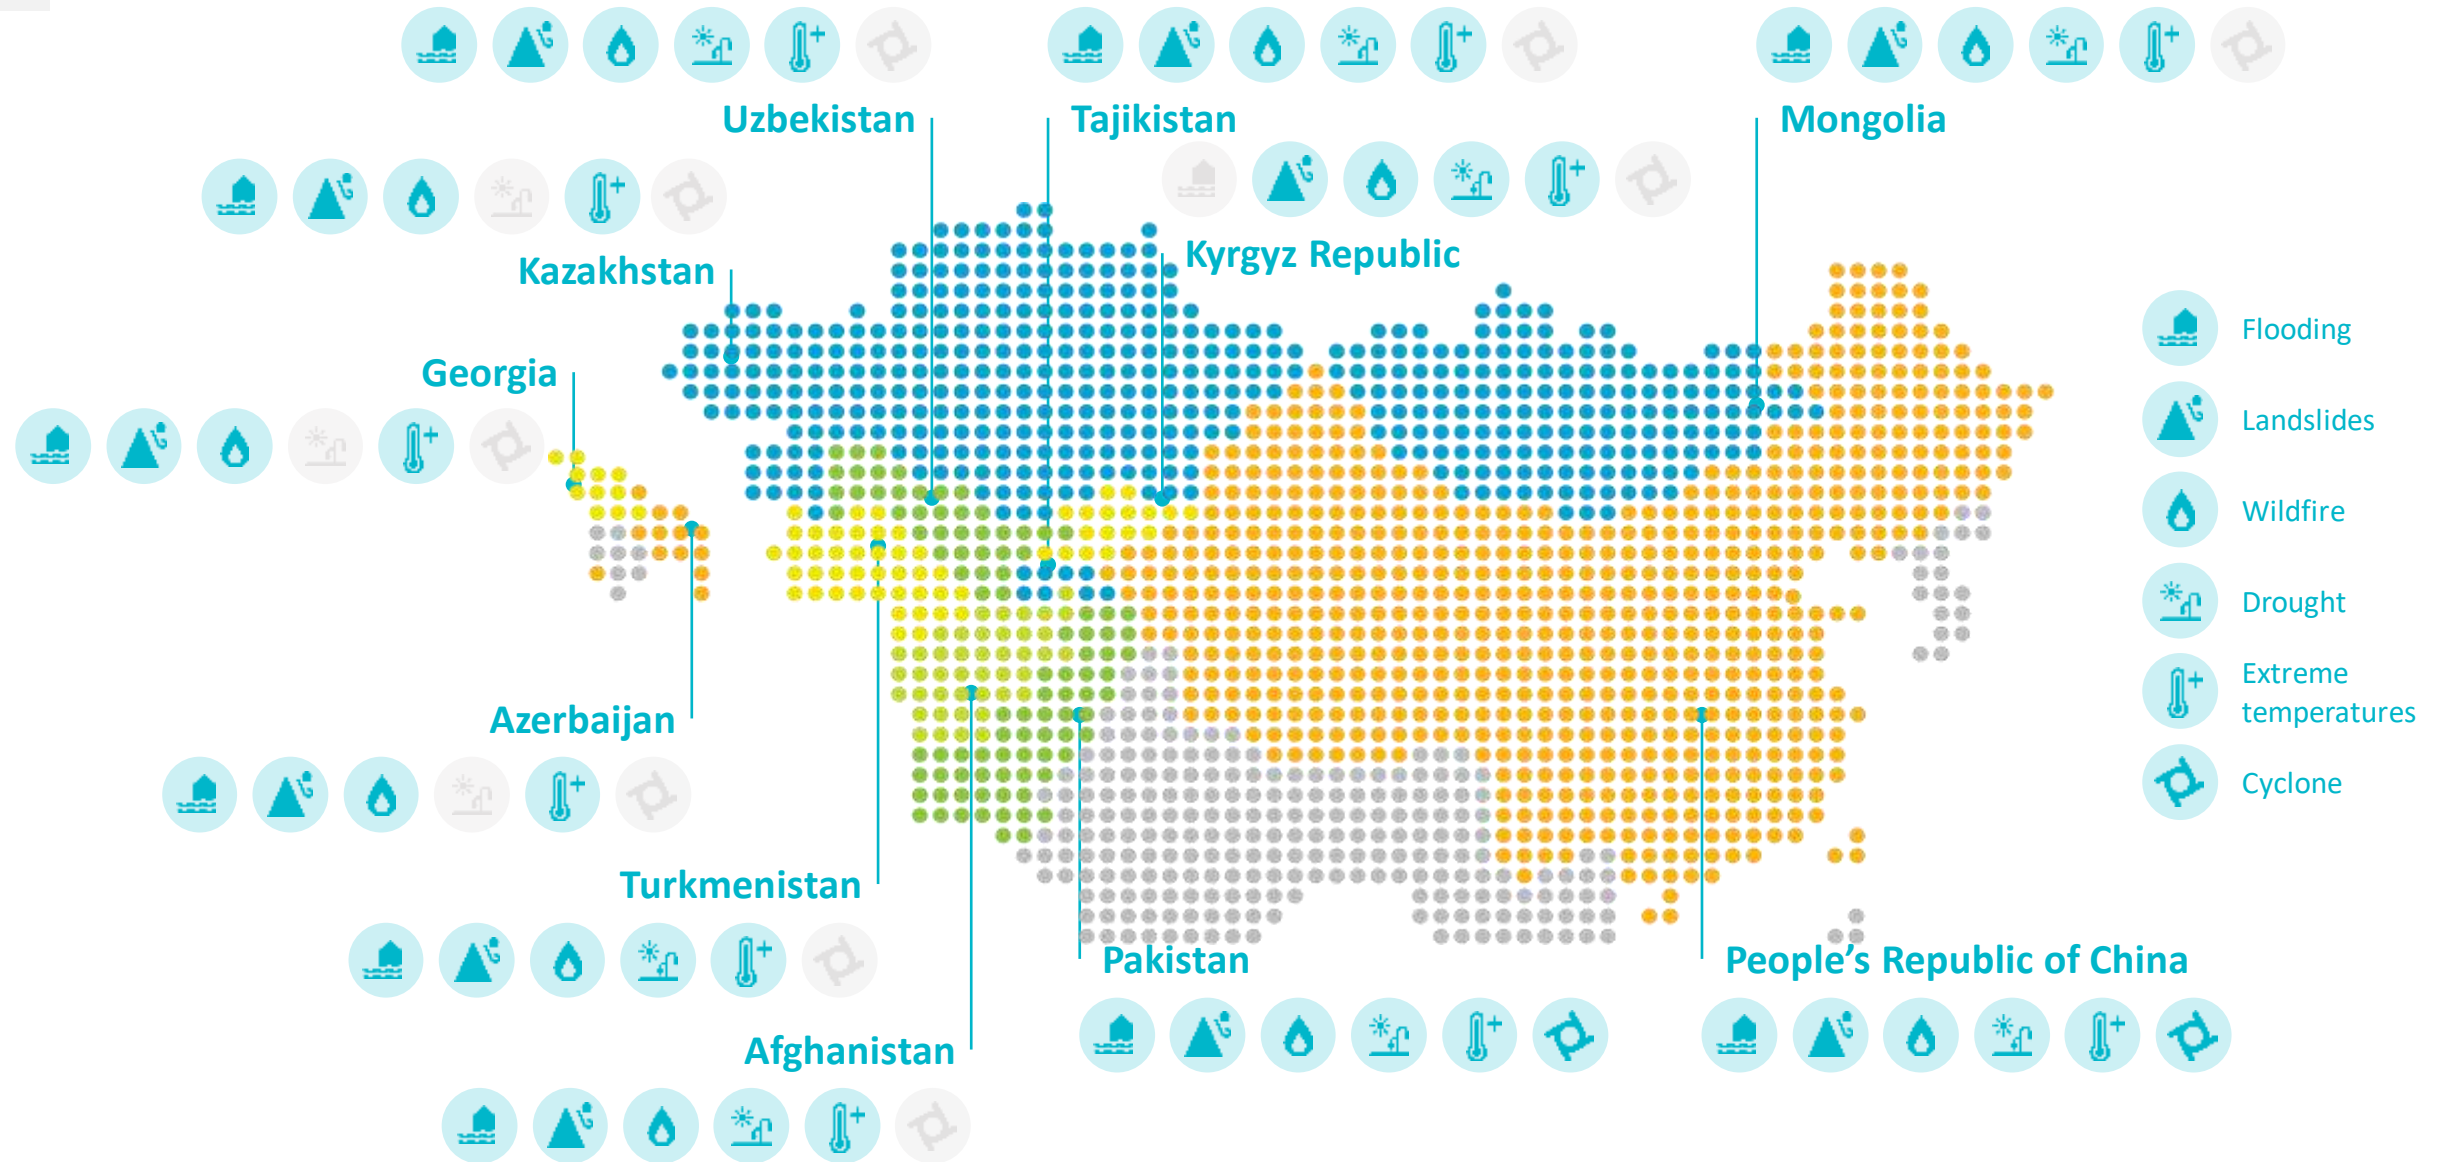 Uzbekistan
Tajikistan
Mongolia
Kazakhstan
Kyrgyz Republic
Georgia
Azerbaijan
Turkmenistan
Afghanistan
Pakistan
People's Republic of China
Flooding
Landslides
Wildfire
Drought
Extreme
temperatures
Cyclone